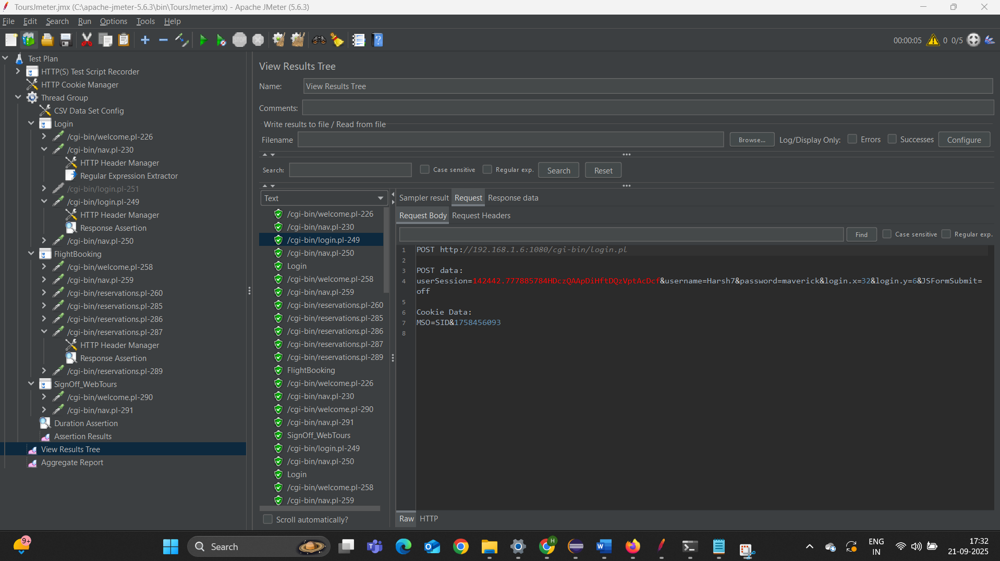 ToursJmeter.jmx (C:\apache-jmeter-5.6.3\bin\ToursJmeter.jmx) - Apache JMeter (5.6.3)
File Edit Search Run Options Tools Help
STOP
00:00:05 0 0/5
Test Plan
HTTP(S) Test Script Recorder
HTTP Cookie Manager
Thread Group
CSV Data Set Config
Login
/cgi-bin/welcome.pl-226
/cgi-bin/nav.pl-230
HTTP Header Manager
Regular Expression Extractor
/cgi-bin/login.pl-251
/cgi-bin/login.pl-249
HTTP Header Manager
Response Assertion
/cgi-bin/nav.pl-250
FlightBooking
/cgi-bin/welcome.pl-258
/cgi-bin/nav.pl-259
/cgi-bin/reservations.pl-260
/cgi-bin/reservations.pl-285
/cgi-bin/reservations.pl-286
/cgi-bin/reservations.pl-287
HTTP Header Manager
Response Assertion
/cgi-bin/reservations.pl-289
SignOff_WebTours
/cgi-bin/welcome.pl-290
/cgi-bin/nav.pl-291
Duration Assertion
Assertion Results
View Results Tree
Aggregate Report
View Results Tree
Name: View Results Tree
Comments:
Write results to file / Read from file
Filename Browse... Log/Display Only: Errors Successes Configure
Search: Case sensitive Regular exp. Search Reset
Text
/cgi-bin/welcome.pl-226
/cgi-bin/nav.pl-230
/cgi-bin/login.pl-249
/cgi-bin/nav.pl-250
Login
/cgi-bin/welcome.pl-258
/cgi-bin/nav.pl-259
/cgi-bin/reservations.pl-260
/cgi-bin/reservations.pl-285
/cgi-bin/reservations.pl-286
/cgi-bin/reservations.pl-287
/cgi-bin/reservations.pl-289
FlightBooking
/cgi-bin/welcome.pl-226
/cgi-bin/nav.pl-230
/cgi-bin/welcome.pl-290
/cgi-bin/nav.pl-291
SignOff_WebTours
/cgi-bin/login.pl-249
/cgi-bin/nav.pl-250
Login
/cgi-bin/welcome.pl-258
/cgi-bin/nav.pl-259
Scroll automatically?
Sampler result Request Response data
Request Body Request Headers
Find Case sensitive Regular exp.
1 POST http://192.168.1.6:1080/cgi-bin/login.pl
2
3 POST data:
4 userSession=142442.777885784HDczQAApDiHftDQzVptAcDcf&username=Harsh7&password=maverick&login.x=32&login.y=6&JSFormSubmit=
off
5
6 Cookie Data:
7 MSO=SID&1758456093
8
Raw HTTP
9+
Search
H
ENG
IN
17:32
21-09-2025